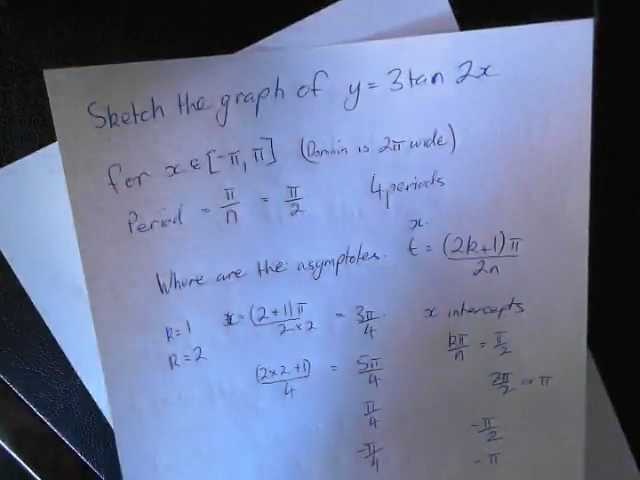 Sketch the graph of y = 3tan 2x
for x ∈ [-π, π] (Domain is 2π wide)
Period = π/n = π/2 4 periods
x
Where are the asymptotes. t = (2k+1)π/2n
k=1 x = (2+1)π/2×2 = 3π/4 x intercepts
kπ/n = π/2
k=2 (2×2+1)/4 = 5π/4
2π/2 or π
π/4
-π/2
-π/4
-π